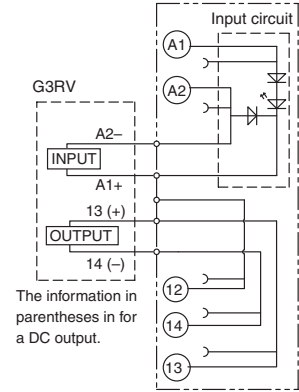 Input circuit
A1
G3RV
A2
A2–
INPUT
A1+
13 (+)
OUTPUT
14 (–)
The information in
parentheses in for
a DC output.
12
14
13